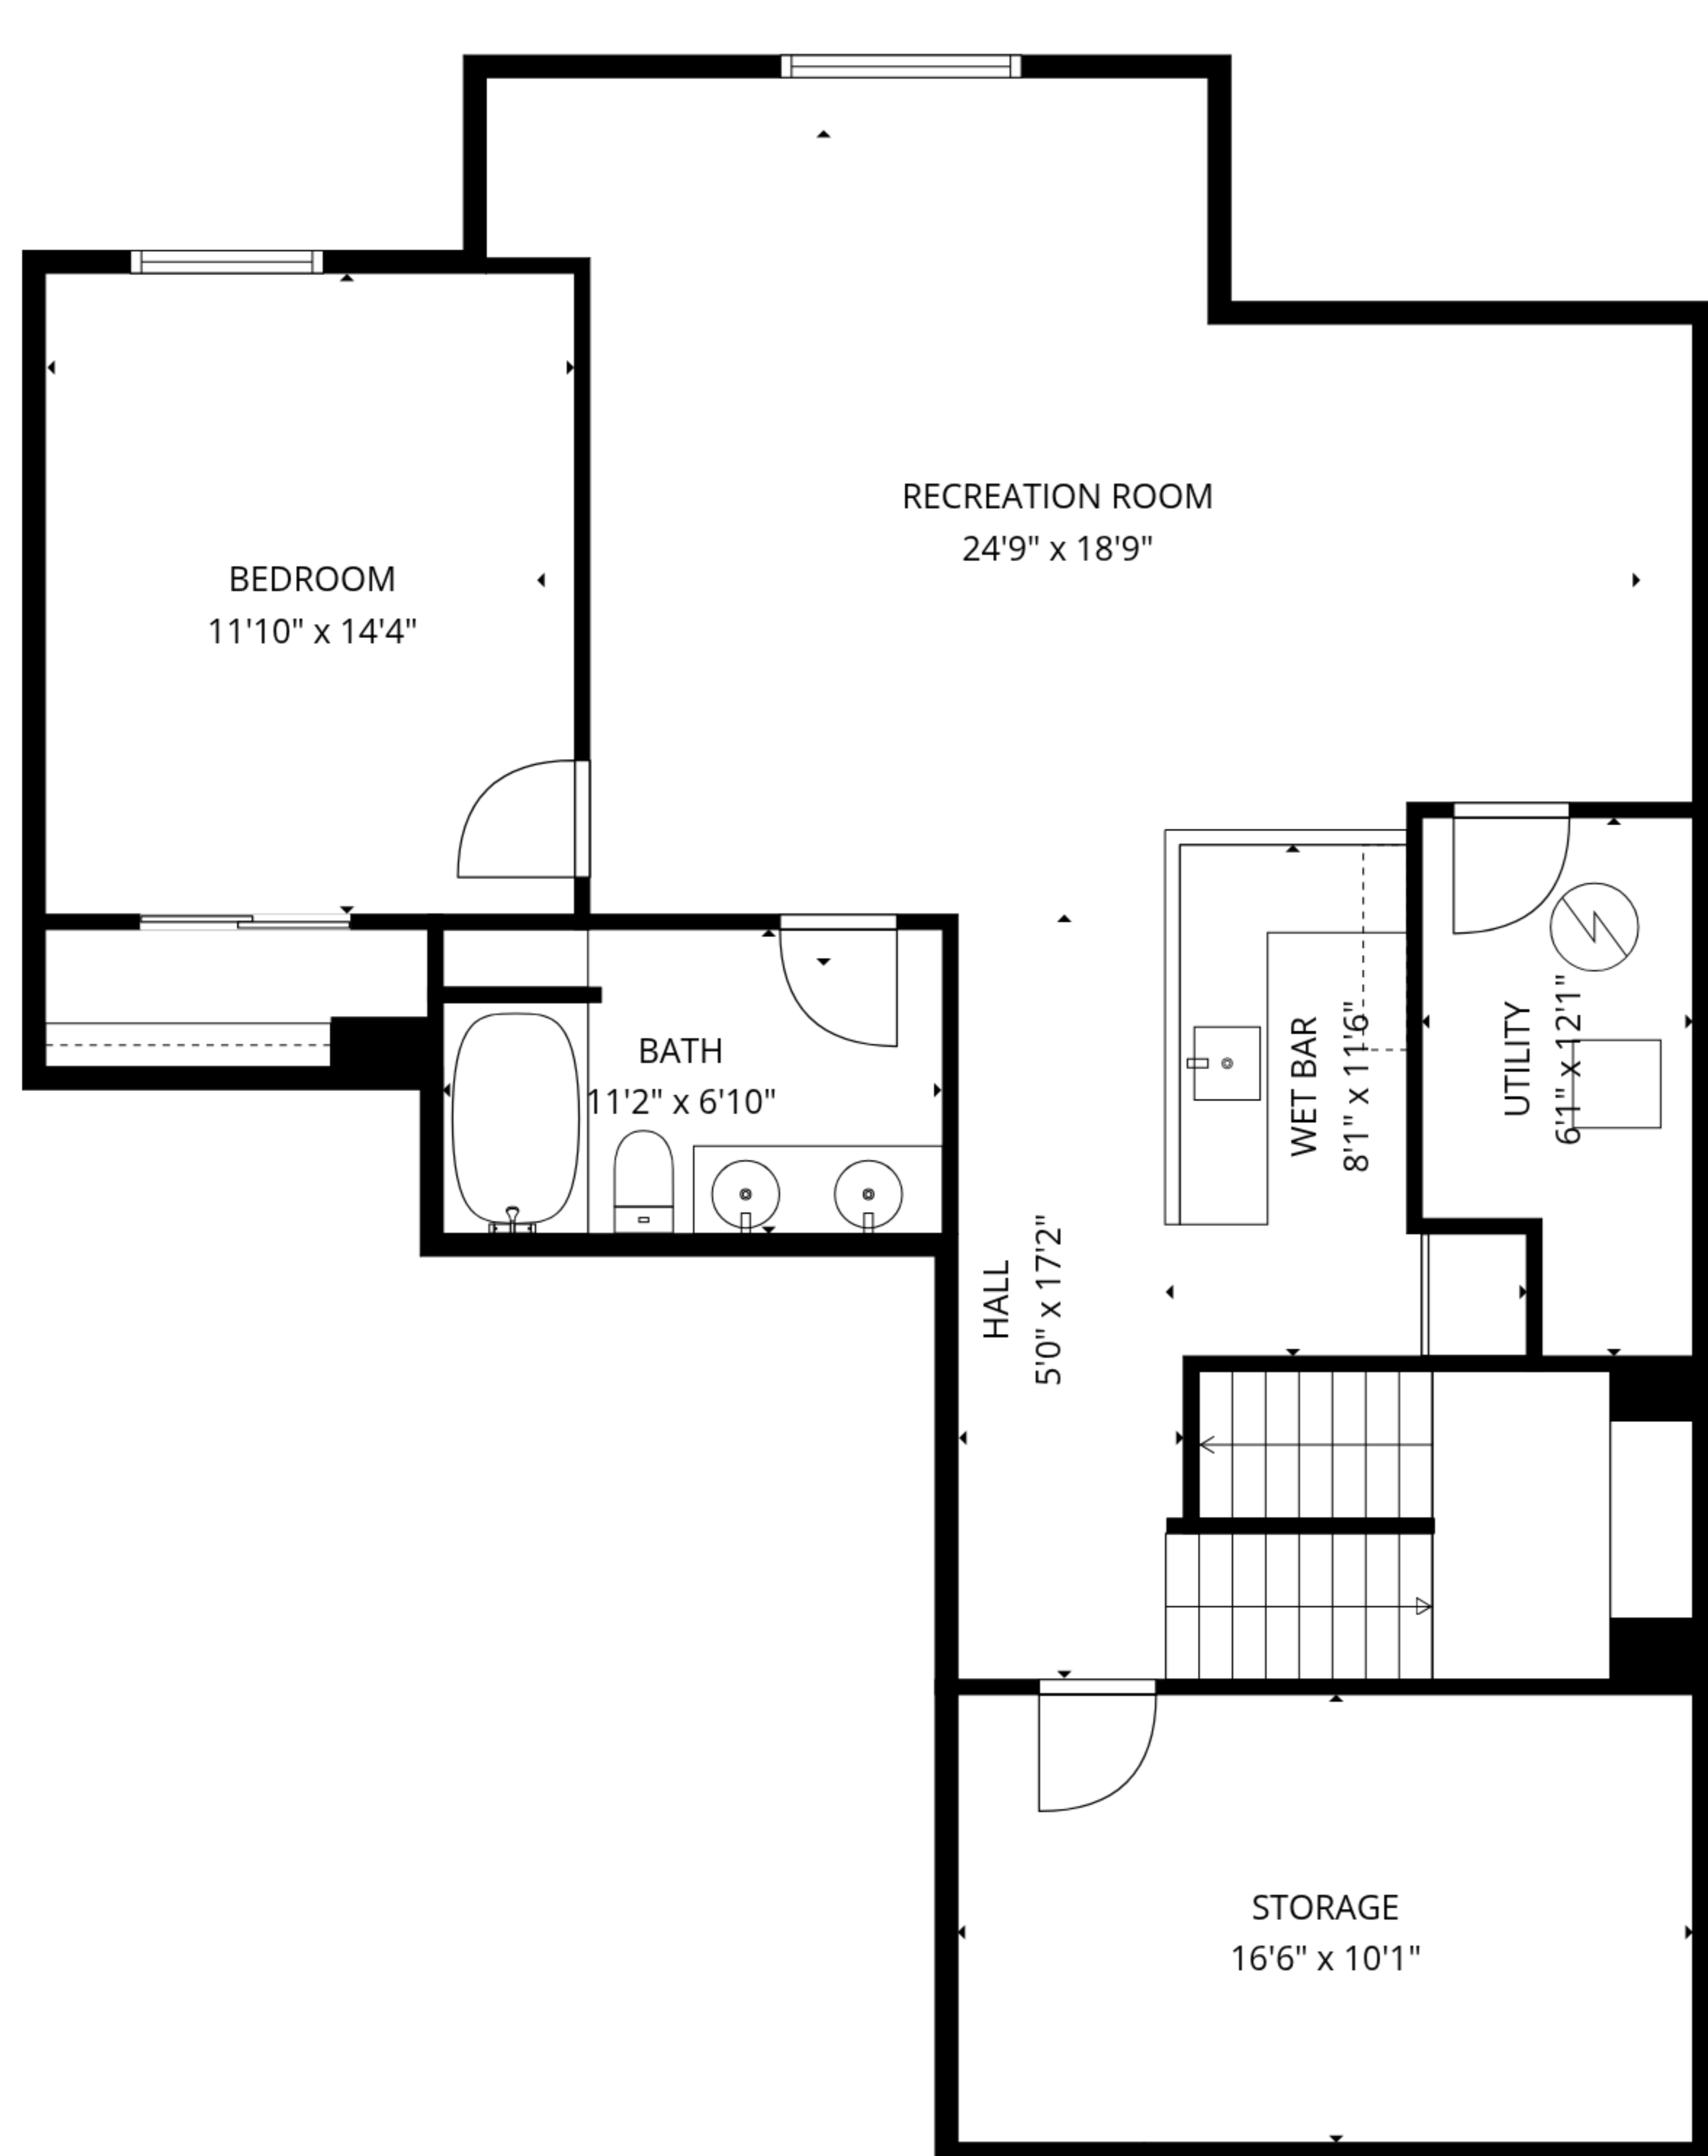 RECREATION ROOM
24'9" x 18'9"
BEDROOM
11'10" x 14'4"
BATH
11'2" x 6'10"
WET BAR
8'1" x 11'6"
UTILITY
6'1" x 12'1"
HALL
5'0" x 17'2"
STORAGE
16'6" x 10'1"